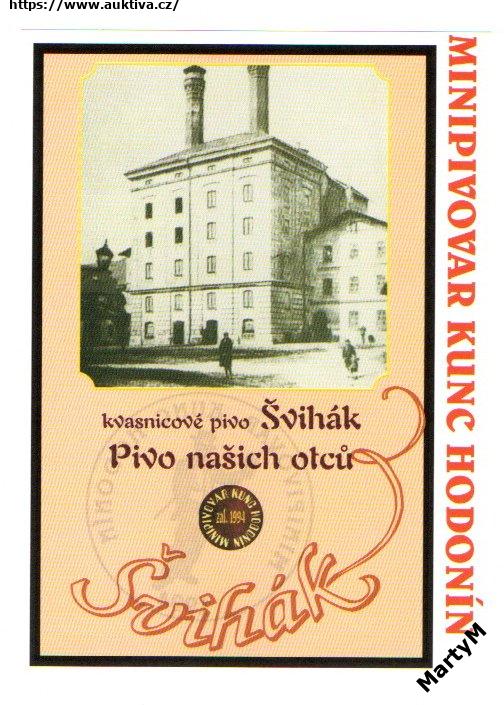 https://www.auktiva.cz/
MINIPIVOVAR KUNC HODONÍN
kvasnicové pivo Švihák
Pivo našich otců
MINIPIVOVAR KUNC HODONÍN
zal. 1994
Švihák
MartyM